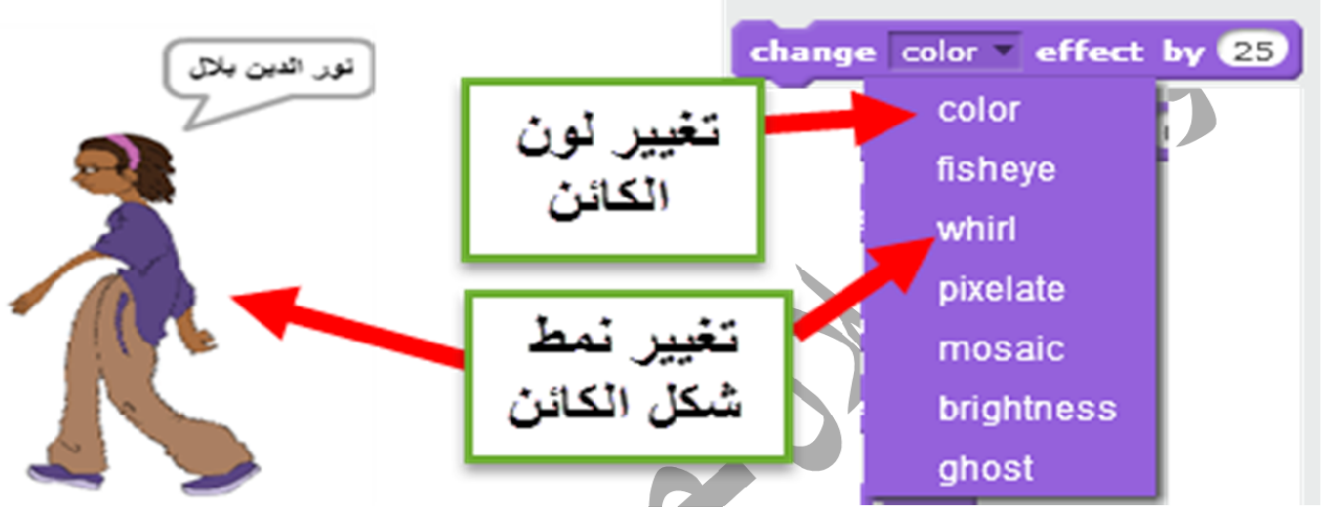 change color effect by 25
نور الدين بلال
تغيير لون
الكائن
color
fisheye
whirl
pixelate
mosaic
brightness
ghost
تغيير نمط
شكل الكائن